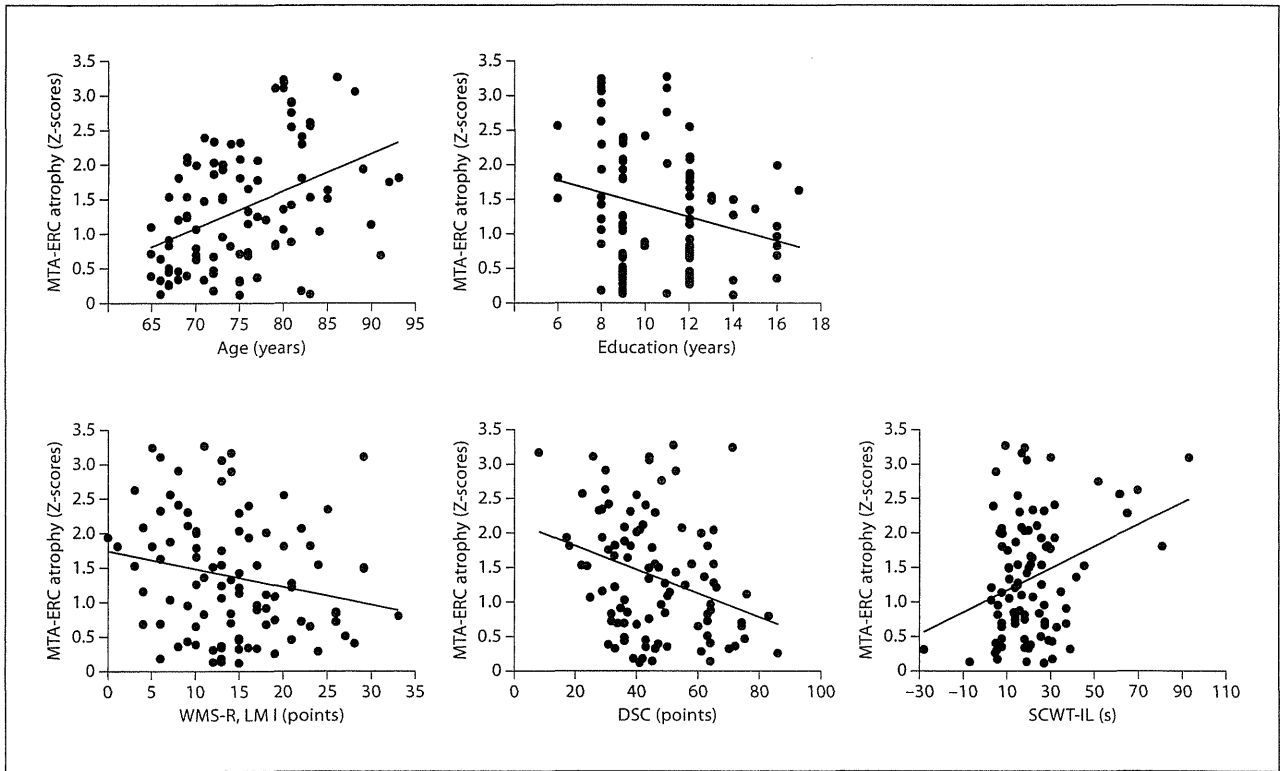 MTA-ERC atrophy (Z-scores)
3.5
3.0
2.5
2.0
1.5
1.0
0.5
0
65 70 75 80 85 90 95
Age (years)
MTA-ERC atrophy (Z-scores)
3.5
3.0
2.5
2.0
1.5
1.0
0.5
0
6 8 10 12 14 16 18
Education (years)
MTA-ERC atrophy (Z-scores)
3.5
3.0
2.5
2.0
1.5
1.0
0.5
0
0 5 10 15 20 25 30 35
WMS-R, LM I (points)
MTA-ERC atrophy (Z-scores)
3.5
3.0
2.5
2.0
1.5
1.0
0.5
0
0 20 40 60 80 100
DSC (points)
MTA-ERC atrophy (Z-scores)
3.5
3.0
2.5
2.0
1.5
1.0
0.5
0
–30 –10 10 30 50 70 90 110
SCWT-IL (s)